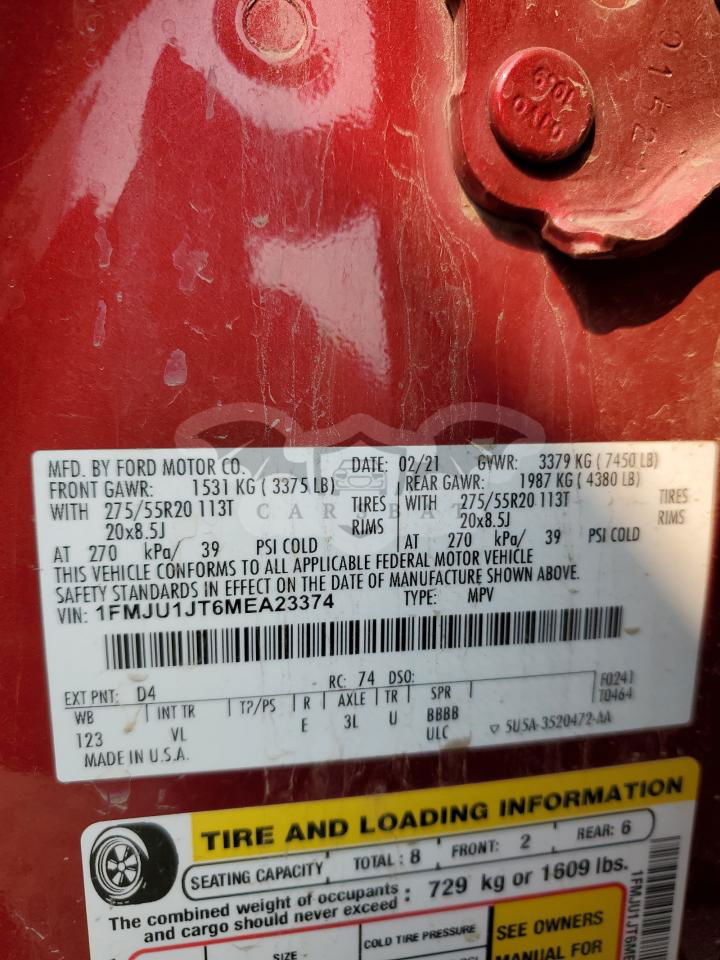 MFD. BY FORD MOTOR CO. DATE: 02/21 GVWR: 3379 KG ( 7450 LB)
FRONT GAWR: 1531 KG ( 3375 LB) REAR GAWR: 1987 KG ( 4380 LB)
WITH 275/55R20 113T TIRES WITH 275/55R20 113T TIRES
20x8.5J RIMS 20x8.5J RIMS
AT 270 kPa/ 39 PSI COLD AT 270 kPa/ 39 PSI COLD
THIS VEHICLE CONFORMS TO ALL APPLICABLE FEDERAL MOTOR VEHICLE
SAFETY STANDARDS IN EFFECT ON THE DATE OF MANUFACTURE SHOWN ABOVE.
VIN: 1FMJU1JT6MEA23374 TYPE: MPV
EXT PNT: D4 RC: 74 DSO: F0241
WB INT TR TP/PS R AXLE TR SPR T0464
123 VL E 3L U BBBB
ULC ▽ 5U5A-3520472-AA
MADE IN U.S.A.
TIRE AND LOADING INFORMATION
SEATING CAPACITY TOTAL : 8 FRONT: 2 REAR: 6
The combined weight of occupants
and cargo should never exceed : 729 kg or 1609 lbs.
SIZE COLD TIRE PRESSURE SEE OWNERS
MANUAL FOR